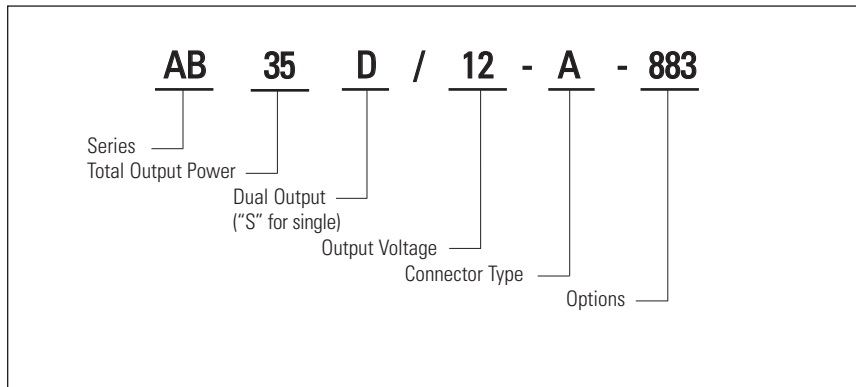 AB 35 D / 12 - A - 883
Series
Total Output Power
Dual Output
(“S” for single)
Output Voltage
Connector Type
Options